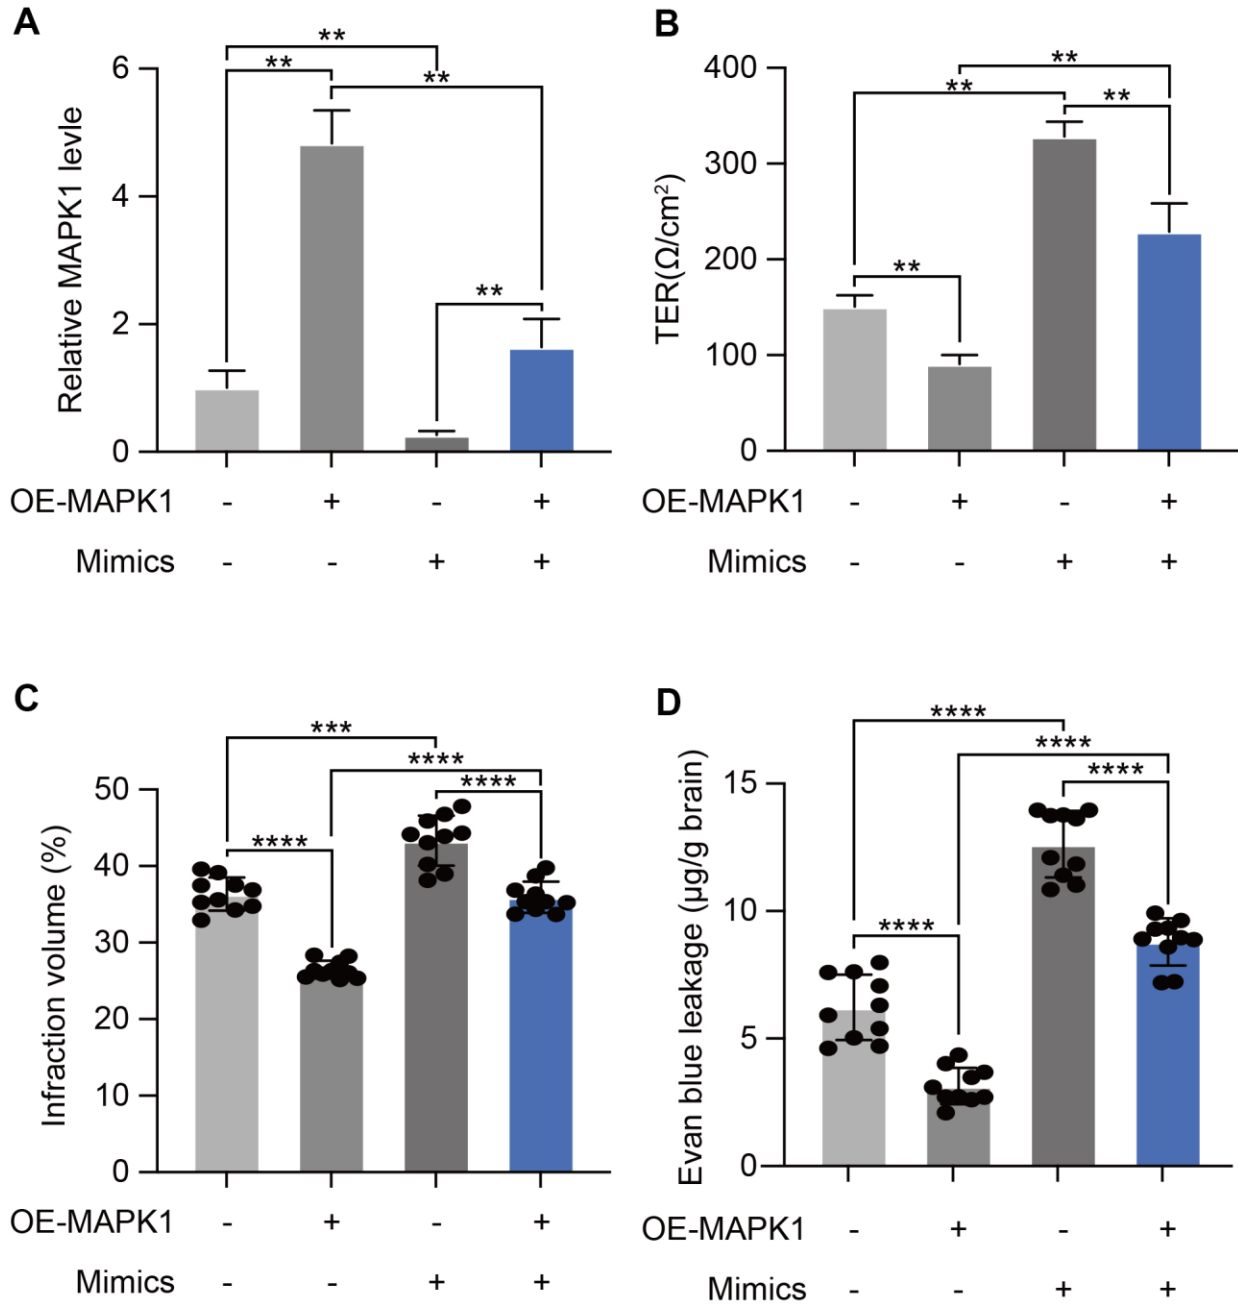 A
Relative MAPK1 levle
6
4
2
0
**
**
**
**
OE-MAPK1 - + - +
Mimics - - + +
B
TER(Ω/cm²)
400
300
200
100
0
**
**
**
**
OE-MAPK1 - + - +
Mimics - - + +
C
Infraction volume (%)
50
40
30
20
10
0
***
****
****
****
OE-MAPK1 - + - +
Mimics - - + +
D
Evan blue leakage (µg/g brain)
15
10
5
0
****
****
****
****
OE-MAPK1 - + - +
Mimics - - + +